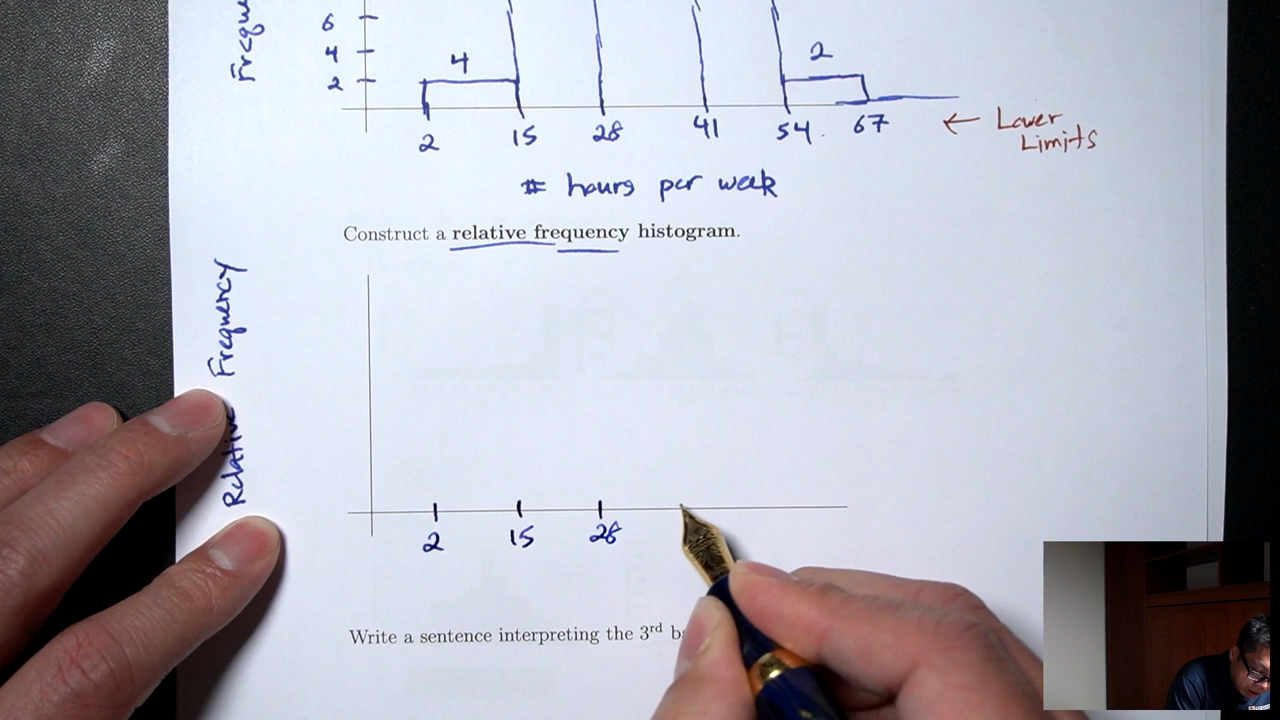 Frequ
6
4
2
4
2
2 15 28 41 54. 67
← Lower
Limits
# hours per week
Construct a relative frequency histogram.
Relative Frequency
2 15 28
Write a sentence interpreting the 3rd b